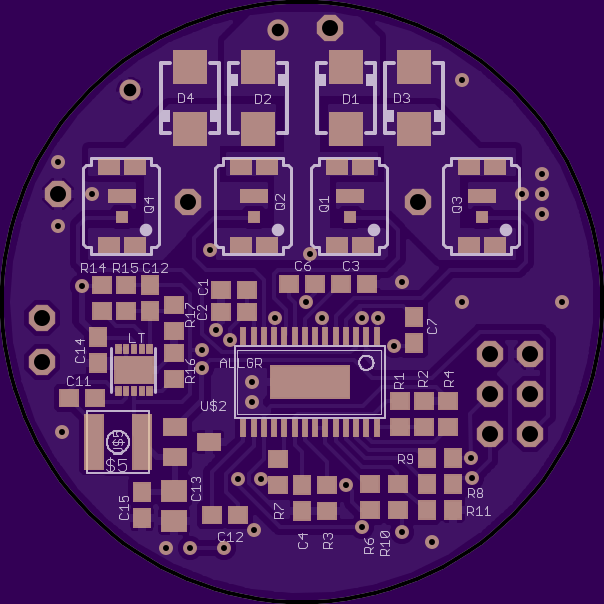 D4 D2 D1 D3
Q4 Q2 Q1 Q3
R14 R15 C12 C6 C3
C1
C2
R17
C7
LT
C14
R16
ALLGR
C11
U$2
R1 R2 R4
U$5
R9
C13
C15
R8
R7
R11
C12 C4 R3 R6 R10